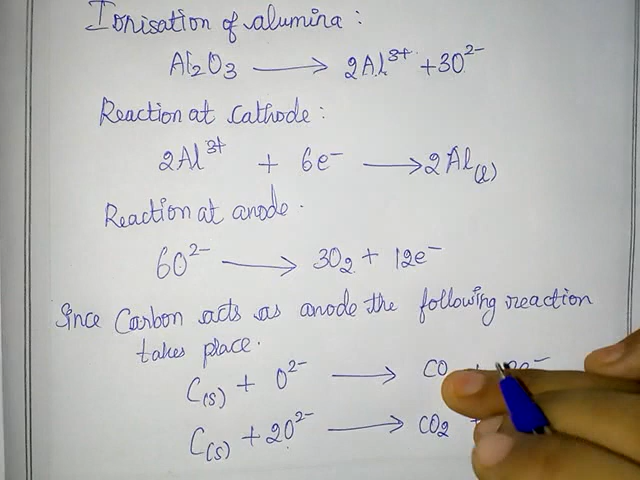 Ionisation of alumina :
Al₂O₃ ⟶ 2Al³⁺ + 3O²⁻
Reaction at cathode :
2Al³⁺ + 6e⁻ ⟶ 2Al(l)
Reaction at anode .
6O²⁻ ⟶ 3O₂ + 12e⁻
Since Carbon acts as anode the following reaction
takes place .
C(s) + O²⁻ ⟶ CO + e⁻
C(s) + 2O²⁻ ⟶ CO₂ +